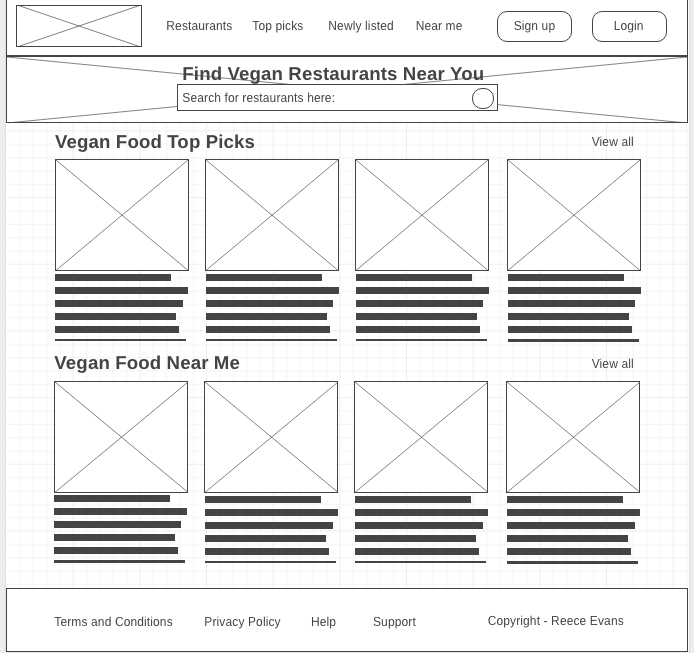 Restaurants Top picks Newly listed Near me Sign up Login
Find Vegan Restaurants Near You
Search for restaurants here:
Vegan Food Top Picks View all
Vegan Food Near Me View all
Terms and Conditions Privacy Policy Help Support Copyright - Reece Evans